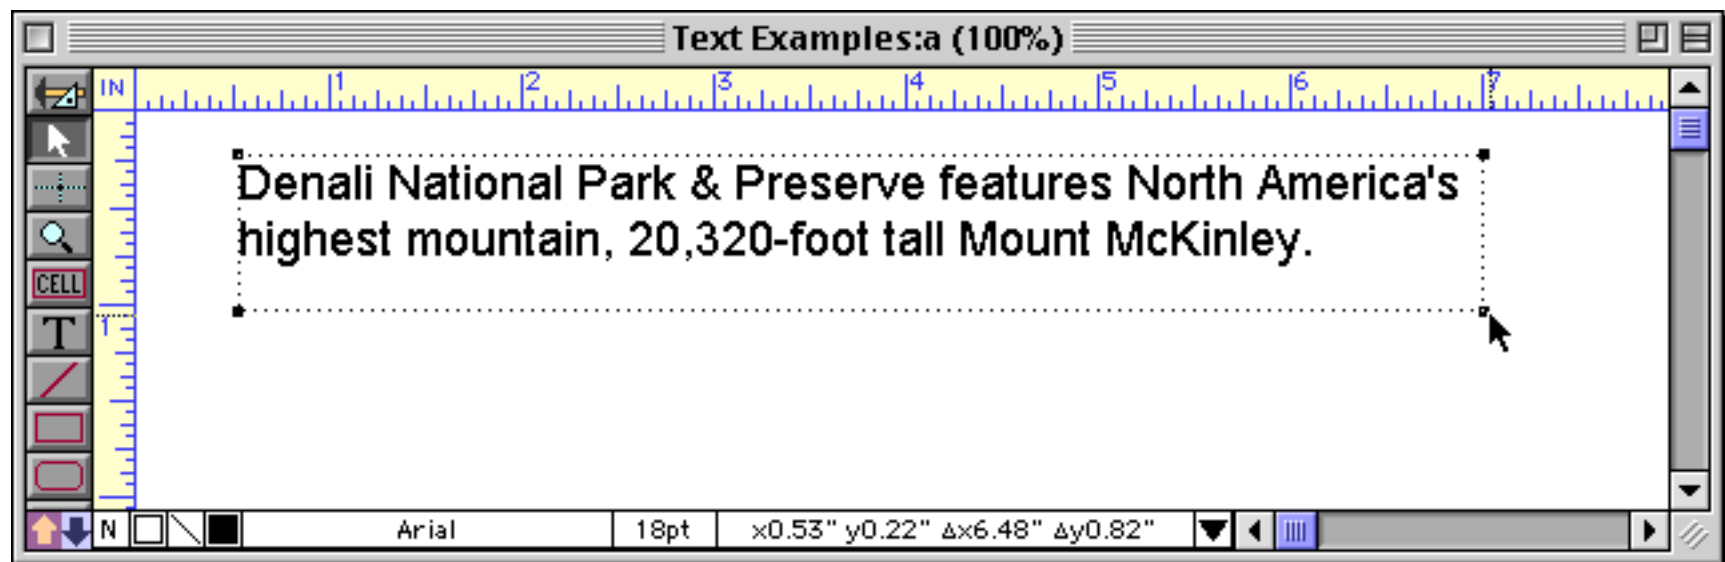 Text Examples:a (100%)
IN 1 2 3 4 5 6 7
Denali National Park & Preserve features North America's
highest mountain, 20,320-foot tall Mount McKinley.
CELL
T
1
N Arial 18pt x0.53" y0.22" Δx6.48" Δy0.82"